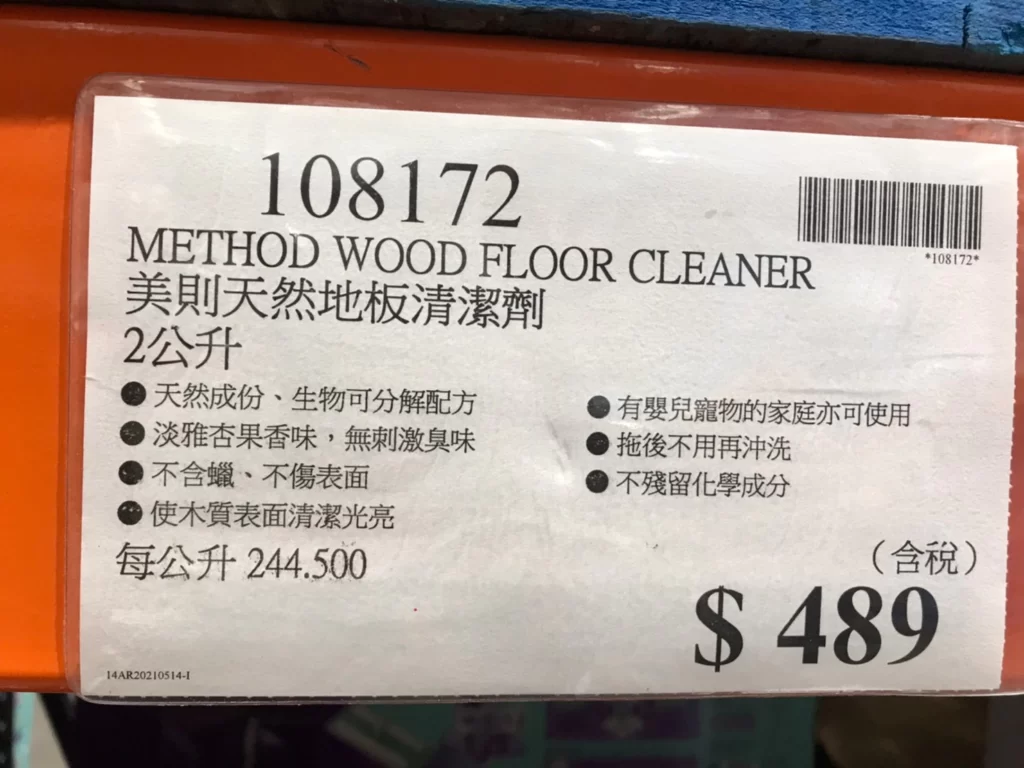 108172
*108172*
METHOD WOOD FLOOR CLEANER
美則天然地板清潔劑
2公升
●天然成份、生物可分解配方
●淡雅杏果香味，無刺激臭味
●不含蠟、不傷表面
●使木質表面清潔光亮
●有嬰兒寵物的家庭亦可使用
●拖後不用再沖洗
●不殘留化學成分
每公升 244.500
（含稅）
$ 489
14AR20210514-I